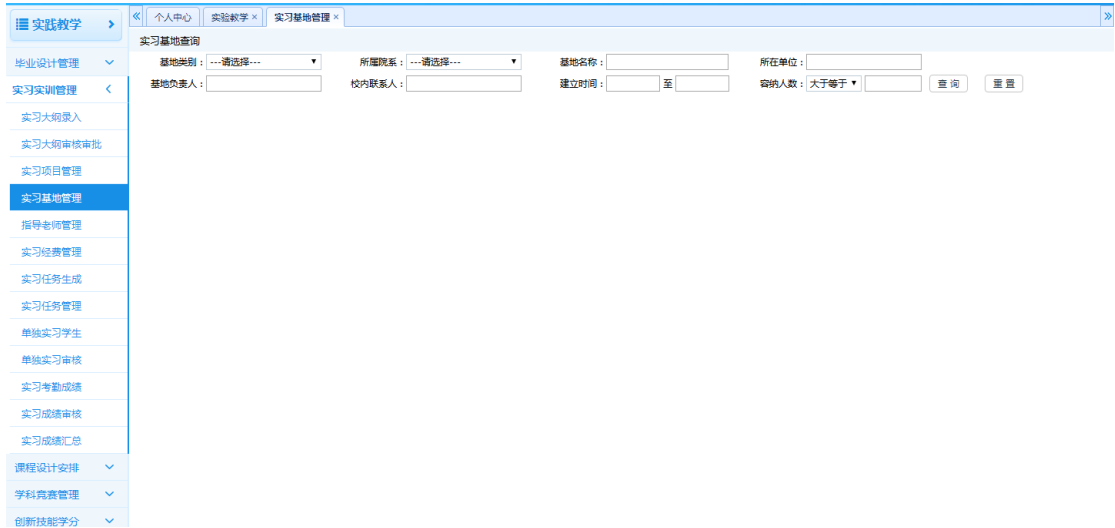 实践教学
个人中心 实验教学 × 实习基地管理 ×
实习基地查询
基地类别： ---请选择--- 所属院系： ---请选择--- 基地名称： 所在单位：
基地负责人： 校内联系人： 建立时间： 至 容纳人数： 大于等于 查 询 重 置
毕业设计管理
实习实训管理
实习大纲录入
实习大纲审核审批
实习项目管理
实习基地管理
指导老师管理
实习经费管理
实习任务生成
实习任务管理
单独实习学生
单独实习审核
实习考勤成绩
实习成绩审核
实习成绩汇总
课程设计安排
学科竞赛管理
创新技能学分